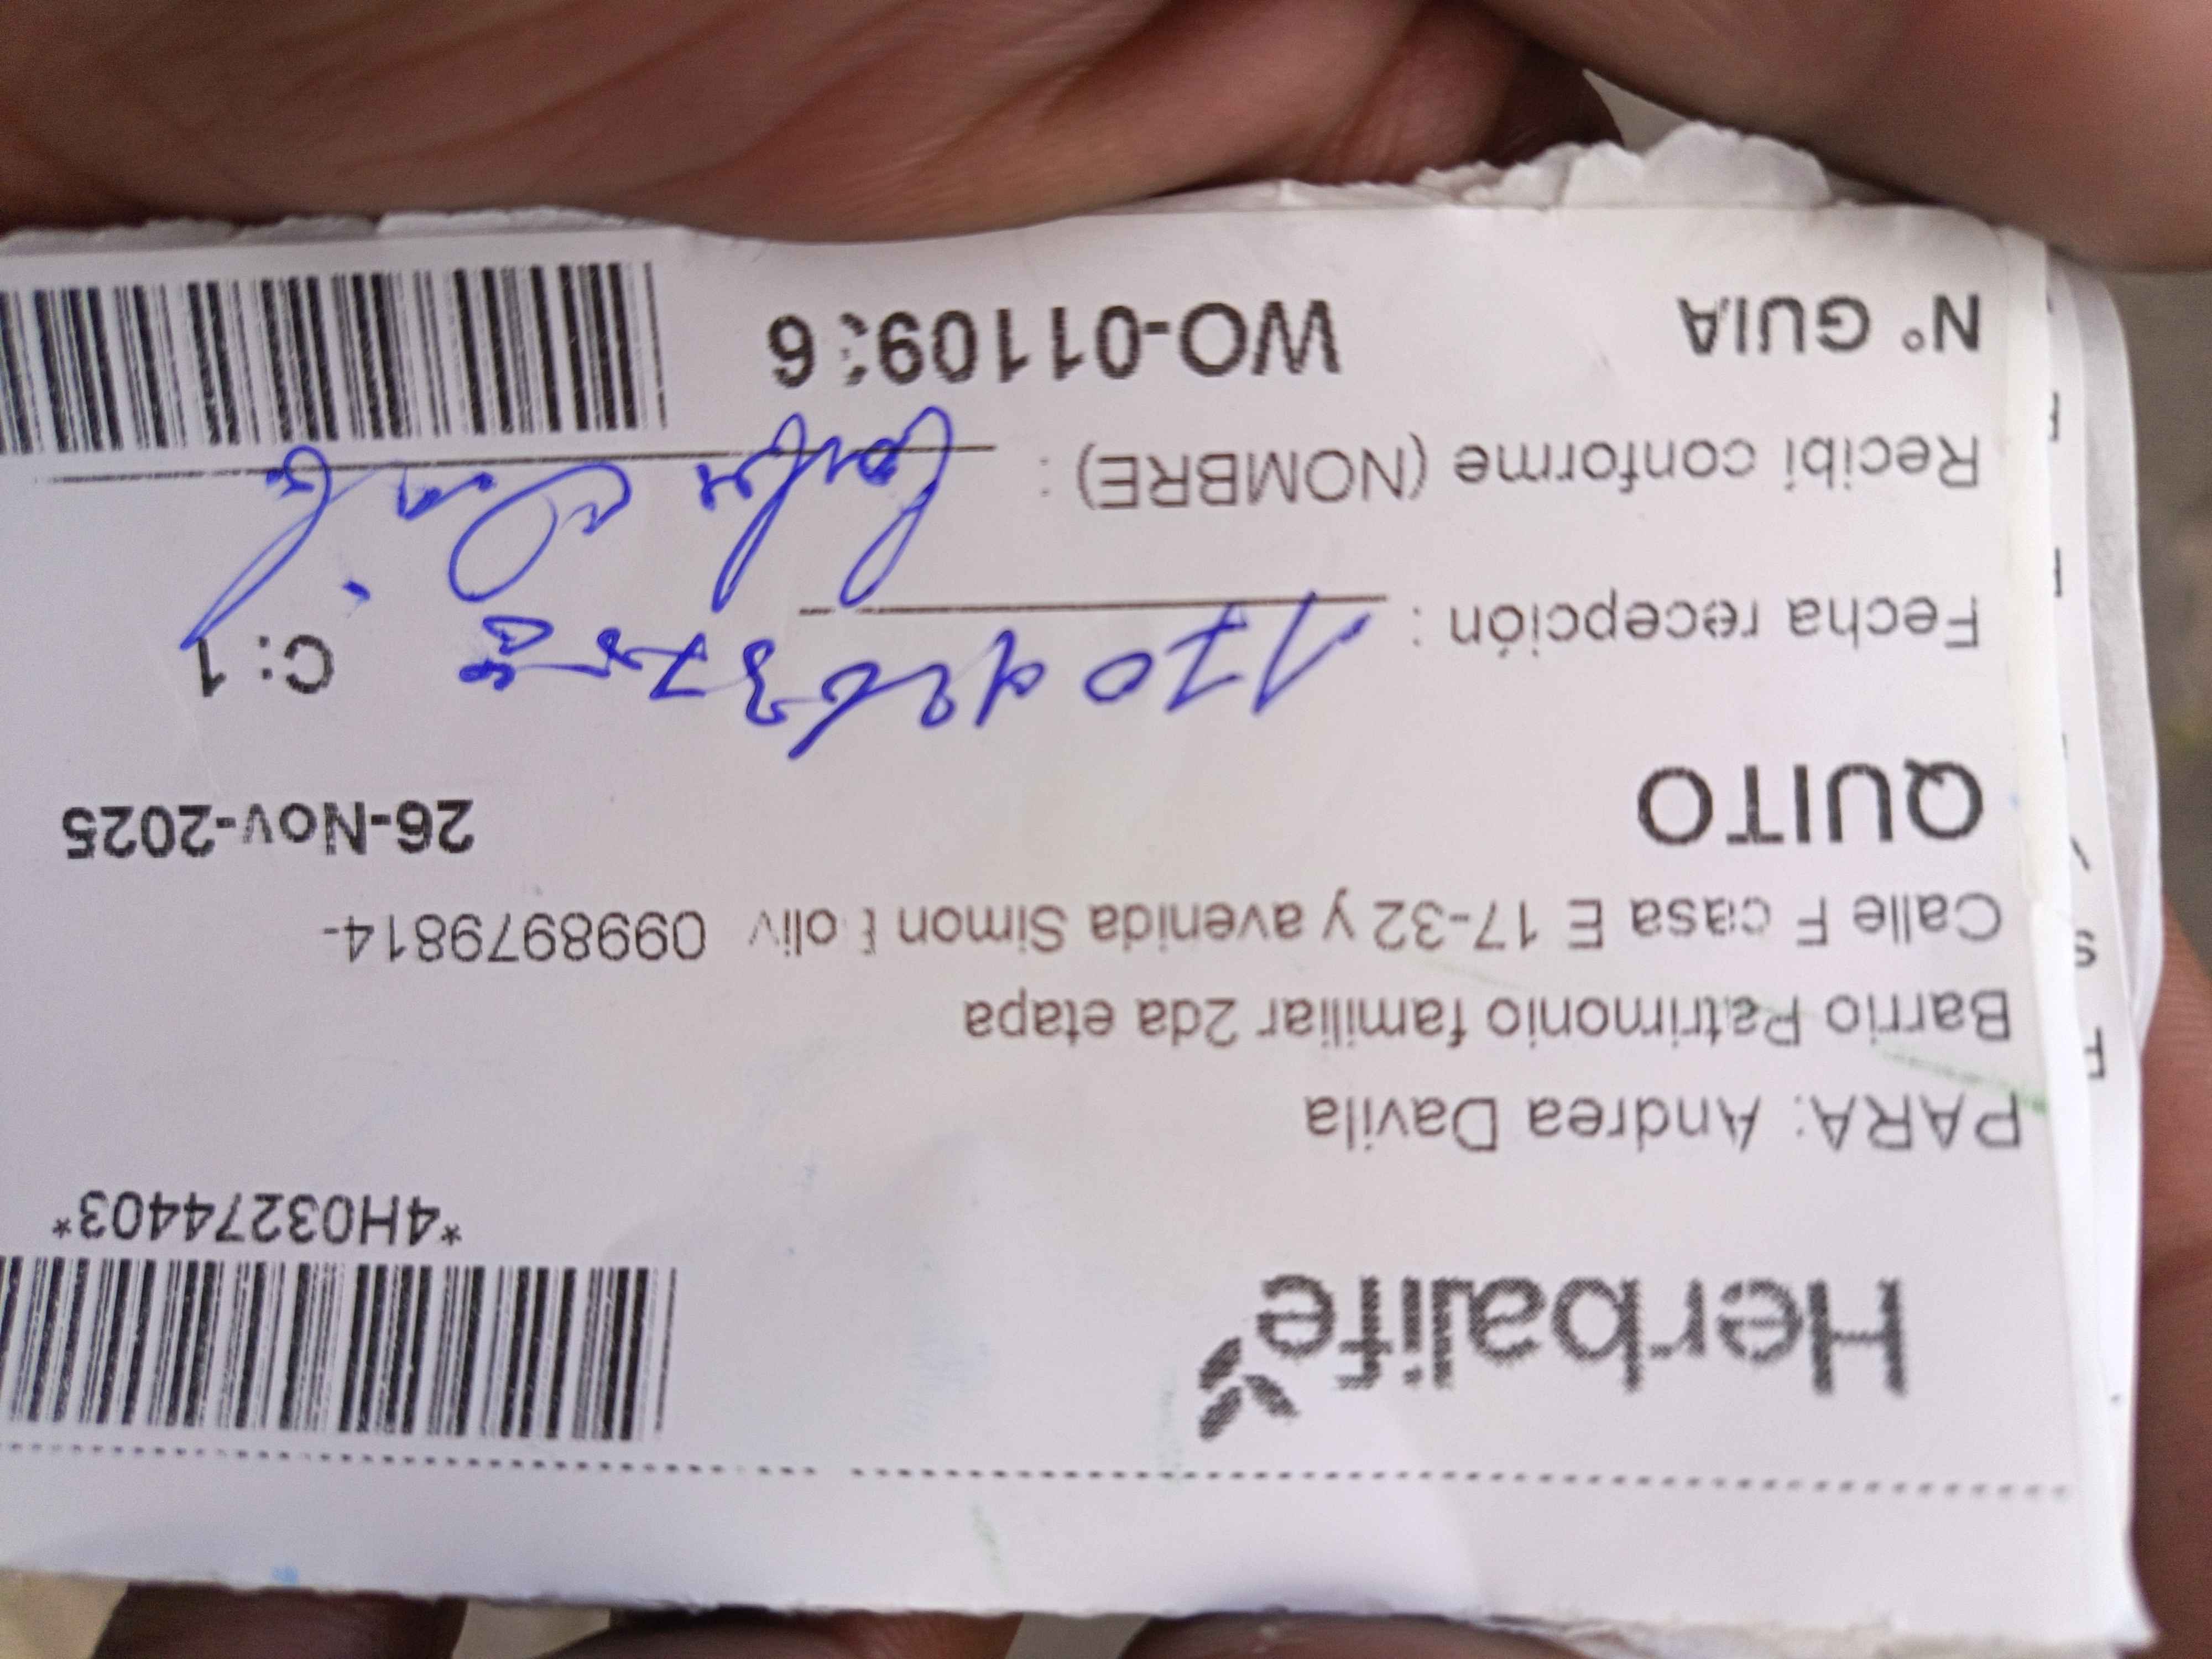 Herbalife
*4H03274403*
PARA: Andrea Davila
Barrio Patrimonio familiar 2da etapa
Calle F casa E 17-32 y avenida Simon Boliv 0998979814-
QUITO 26-Nov-2025
Fecha recepción : C: 1
Recibi conforme (NOMBRE) :
N° GUIA